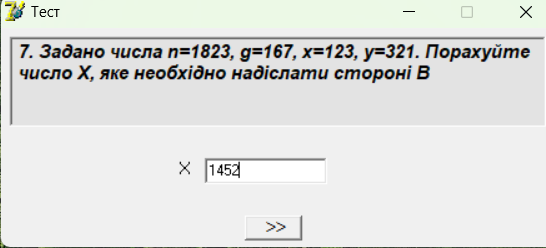 Тест
7. Задано числа n=1823, g=167, x=123, y=321. Порахуйте
число X, яке необхідно надіслати стороні B
X 1452
>>